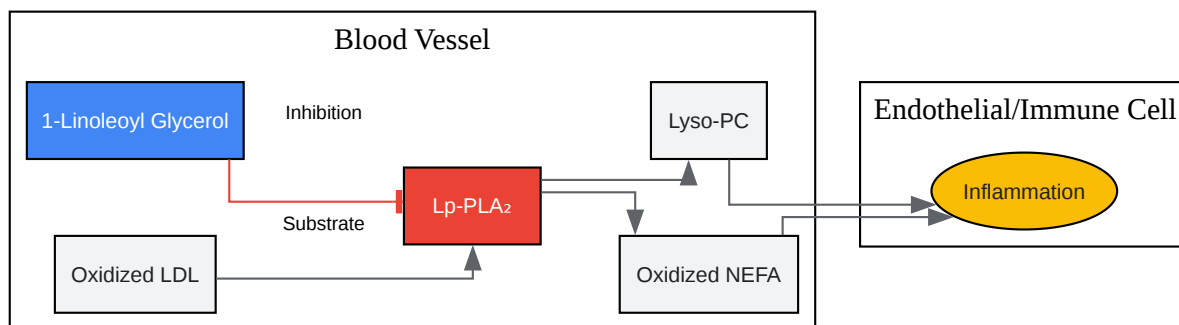 Blood Vessel
Endothelial/Immune Cell
1-Linoleoyl Glycerol
Inhibition
Lyso-PC
Lp-PLA₂
Inflammation
Substrate
Oxidized LDL
Oxidized NEFA